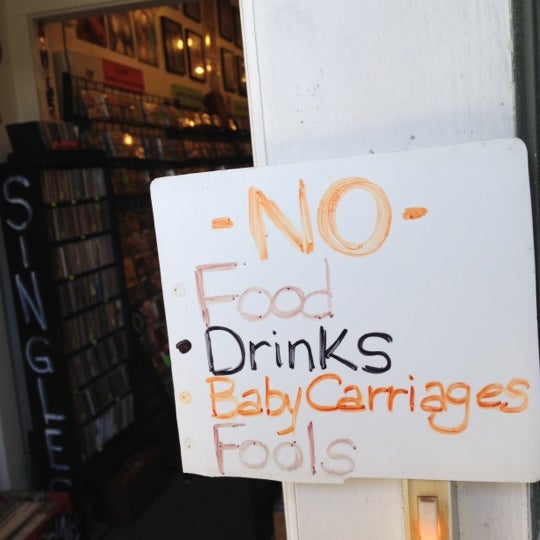 -NO-
Food
• Drinks
• Baby Carriages
Fools
SINGLES